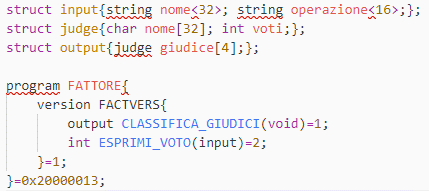 struct input{string nome<32>; string operazione<16>;};
struct judge{char nome[32]; int voti;};
struct output{judge giudice[4];};
program FATTORE{
version FACTVERS{
output CLASSIFICA_GIUDICI(void)=1;
int ESPRIMI_VOTO(input)=2;
}=1;
}=0x20000013;